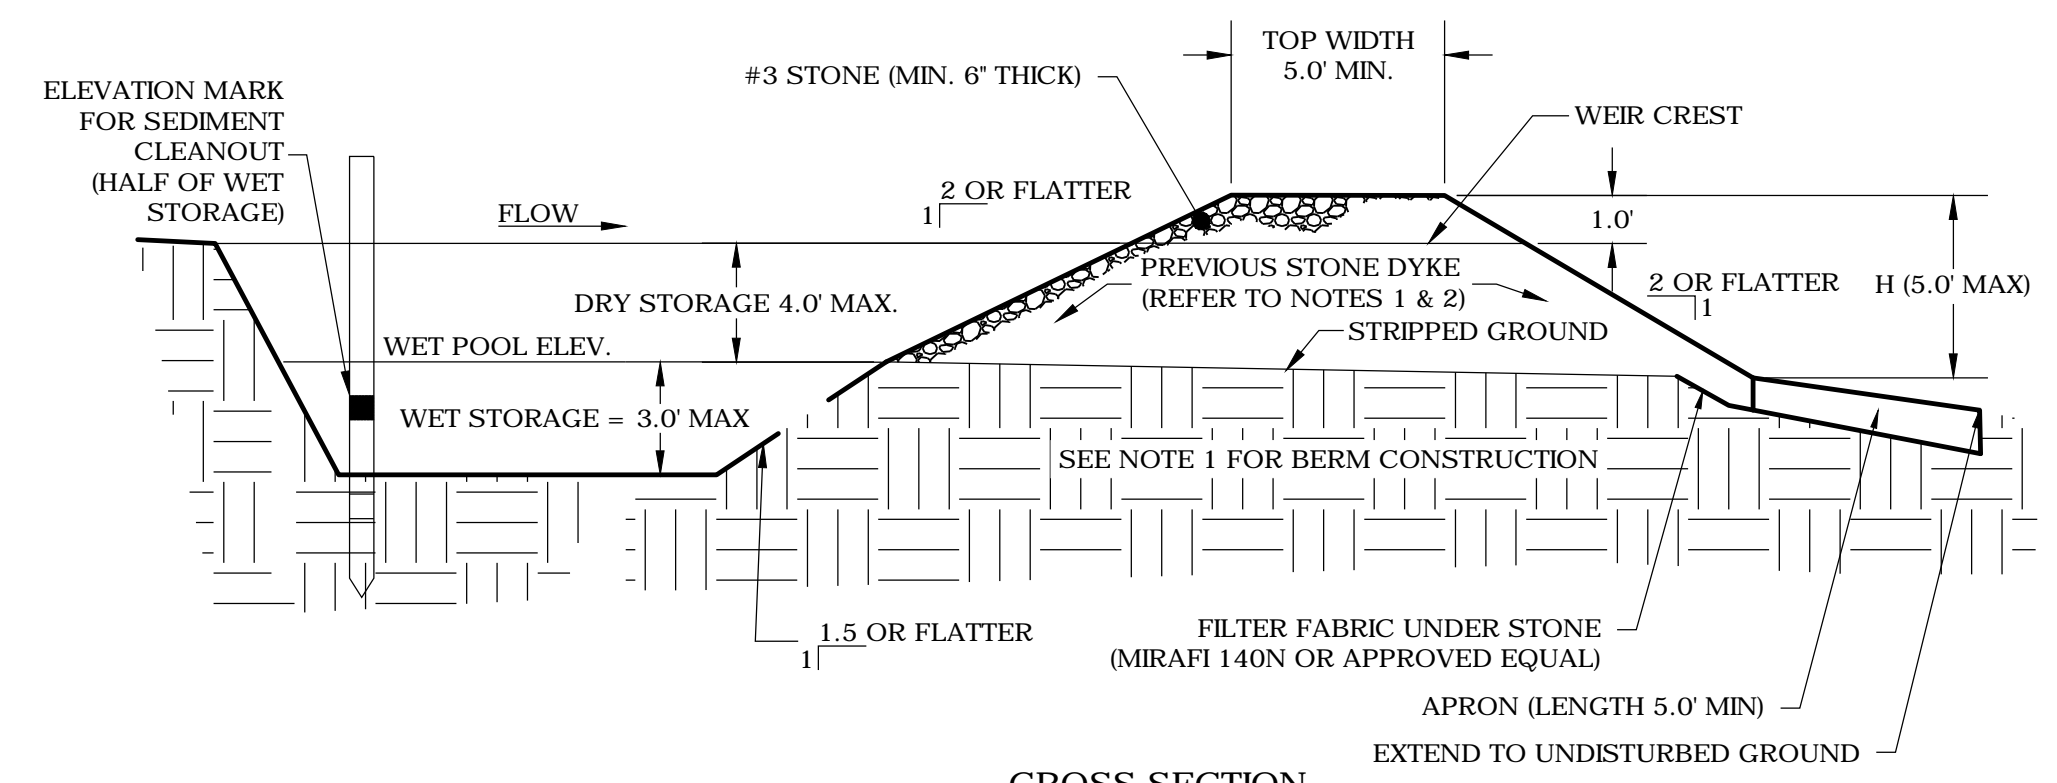 TOP WIDTH
5.0' MIN.
#3 STONE (MIN. 6" THICK)
ELEVATION MARK
FOR SEDIMENT
CLEANOUT
(HALF OF WET
STORAGE)
WEIR CREST
2 OR FLATTER
1
FLOW
1.0'
PREVIOUS STONE DYKE
(REFER TO NOTES 1 & 2)
2 OR FLATTER
1
H (5.0' MAX)
DRY STORAGE 4.0' MAX.
STRIPPED GROUND
WET POOL ELEV.
WET STORAGE = 3.0' MAX
SEE NOTE 1 FOR BERM CONSTRUCTION
1.5 OR FLATTER
1
FILTER FABRIC UNDER STONE
(MIRAFI 140N OR APPROVED EQUAL)
APRON (LENGTH 5.0' MIN)
EXTEND TO UNDISTURBED GROUND
CROSS SECTION